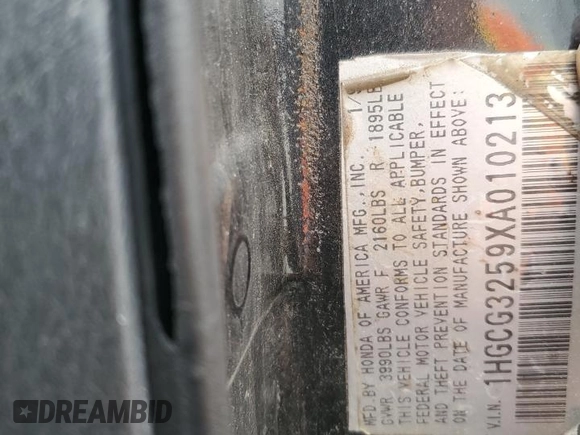 MFD BY HONDA OF AMERICA MFG., INC. 1/9
GVWR 3990LBS GAWR F 2160LBS R 1895LB
THIS VEHICLE CONFORMS TO ALL APPLICABLE
FEDERAL MOTOR VEHICLE SAFETY,BUMPER,
AND THEFT PREVENTION STANDARDS IN EFFECT
ON THE DATE OF MANUFACTURE SHOWN ABOVE:
V.I.N. 1HGCG3259XA010213
DREAMBID